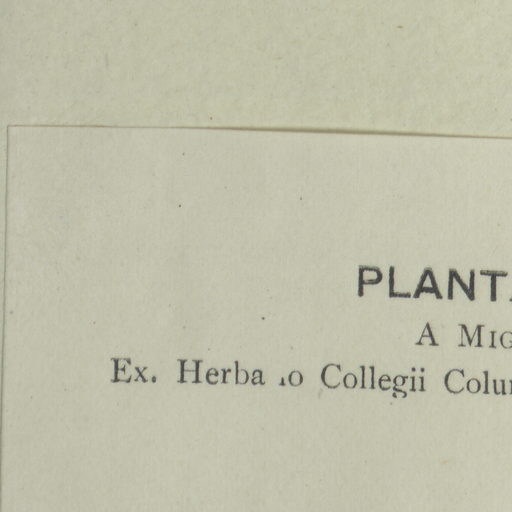 PLANT
A MIG
Ex. Herba io Collegii Colu